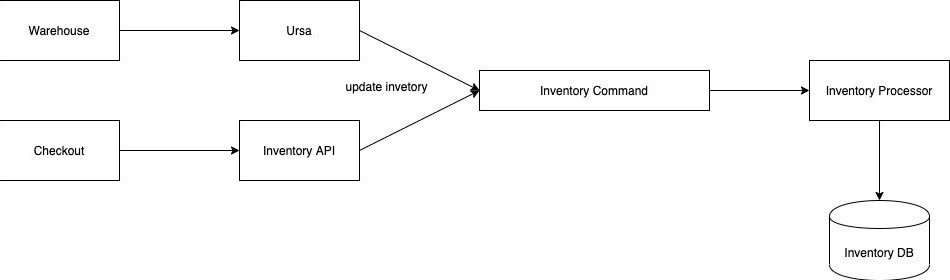 Warehouse
Ursa
update invetory
Inventory Command
Inventory Processor
Checkout
Inventory API
Inventory DB